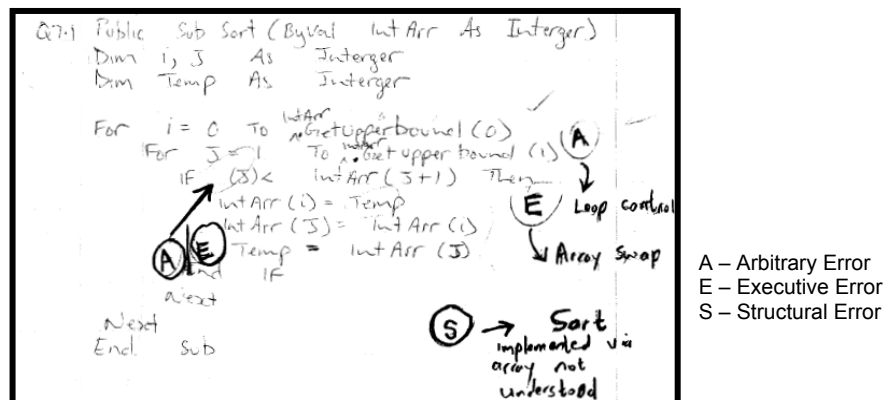 Q7.1 Public Sub Sort (ByVal IntArr As Interger)
Dim i, J As Interger
Dim Temp As Interger
IntArr IntArr
For i = 0 To .Getupperbound (0) A
For J = 1 To .Get upper bound (1)
IF (J) < IntArr (J+1) Then
IntArr (i) = Temp E Loop control
IntArr (J) = IntArr (i)
A E Temp = IntArr (J) Array swap
End IF
Next
Next S Sort
End Sub implemented via
array not
understood
A – Arbitrary Error
E – Executive Error
S – Structural Error